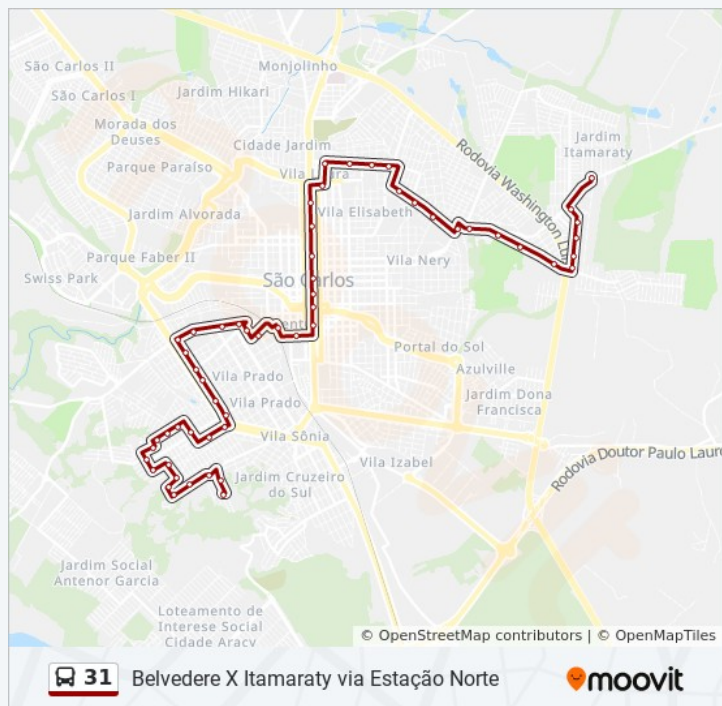 São Carlos II
Monjolinho
São Carlos I
Jardim Hikari
Morada dos
Deuses
Cidade Jardim
Jardim
Itamaraty
Rodovia Washington Lu
Parque Paraíso
Jardim Alvorada
Vila Elisabeth
Parque Faber II
Vila Nery
Swiss Park
São Carlos
Portal do Sol
Azulville
Vila Prado
Jardim Dona
Francisca
Vila Prado
Vila Sônia
Rodovia Doutor Paulo Laure
Vila Izabel
Jardim Cruzeiro
do Sul
Jardim Social
Antenor Garcia
Loteamento de
Interese Social
Cidade Aracy
© OpenStreetMap contributors | © OpenMapTiles
31 Belvedere X Itamaraty via Estação Norte
moovit